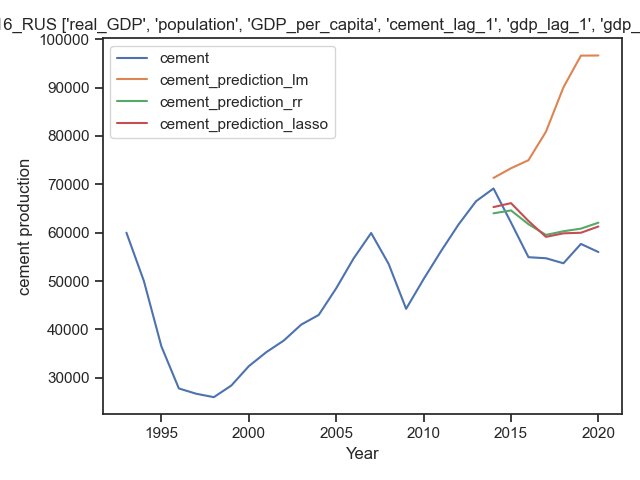 16_RUS ['real_GDP', 'population', 'GDP_per_capita', 'cement_lag_1', 'gdp_lag_1', 'gdp_
100000
90000
80000
70000
60000
50000
40000
30000
cement production
cement
cement_prediction_lm
cement_prediction_rr
cement_prediction_lasso
1995
2000
2005
2010
2015
2020
Year